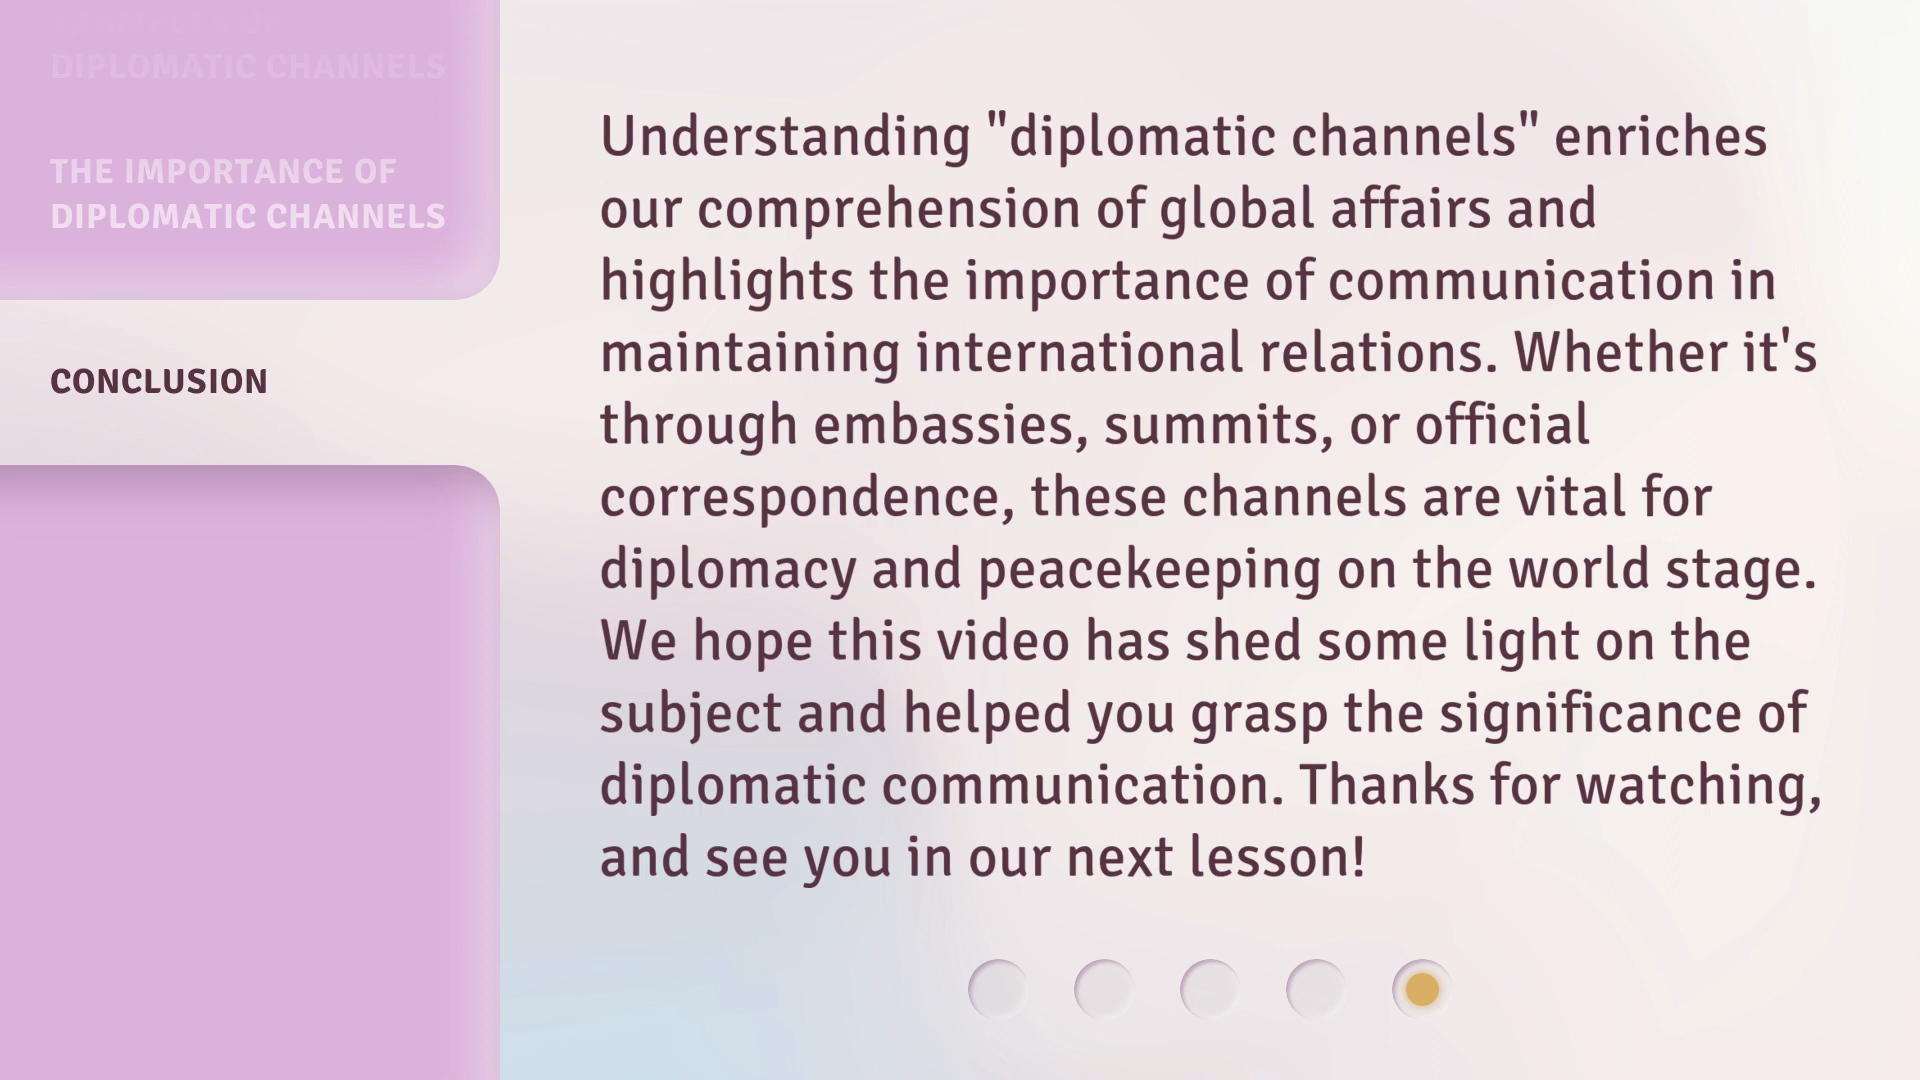 DIPLOMATIC CHANNELS
THE IMPORTANCE OF
DIPLOMATIC CHANNELS
CONCLUSION
Understanding "diplomatic channels" enriches
our comprehension of global affairs and
highlights the importance of communication in
maintaining international relations. Whether it's
through embassies, summits, or official
correspondence, these channels are vital for
diplomacy and peacekeeping on the world stage.
We hope this video has shed some light on the
subject and helped you grasp the significance of
diplomatic communication. Thanks for watching,
and see you in our next lesson!